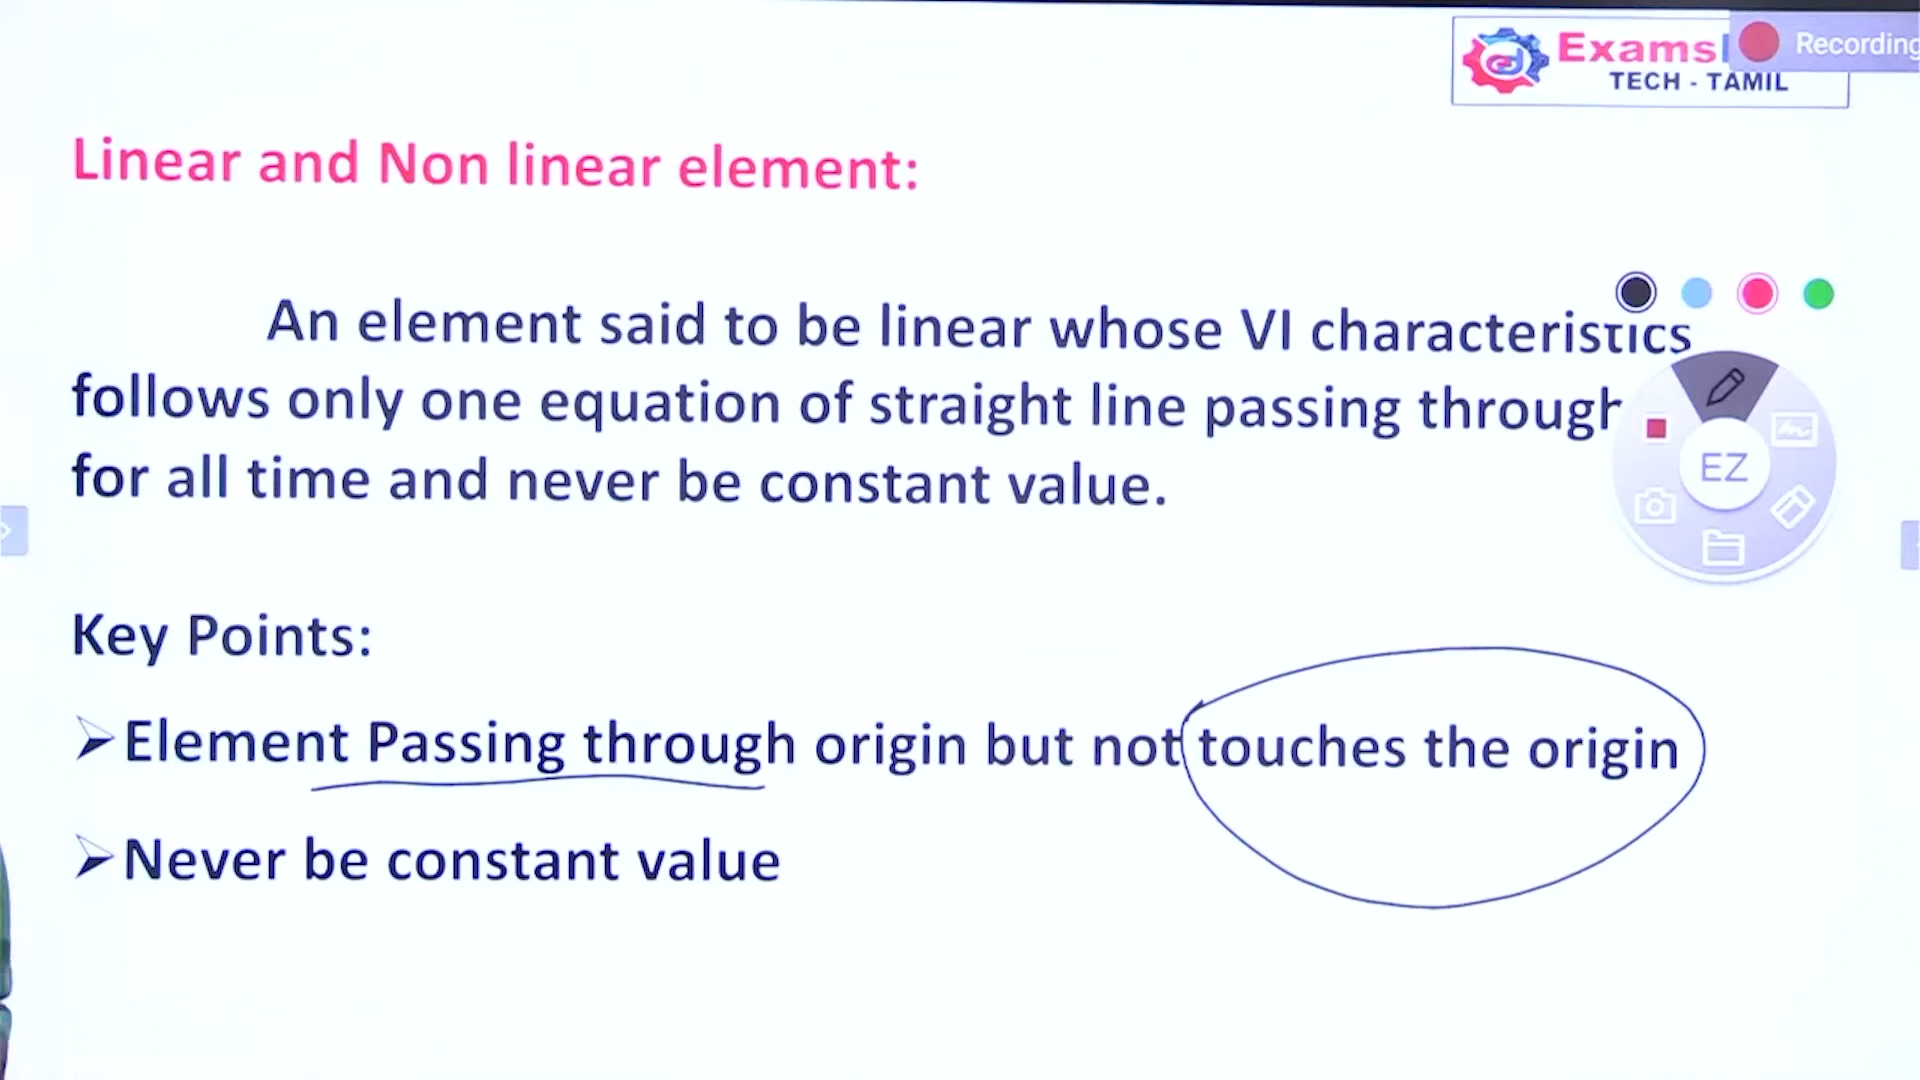 Exams
Recording
TECH - TAMIL
Linear and Non linear element:
An element said to be linear whose VI characteristics
follows only one equation of straight line passing through
for all time and never be constant value.
EZ
Key Points:
➢Element Passing through origin but not touches the origin
➢Never be constant value